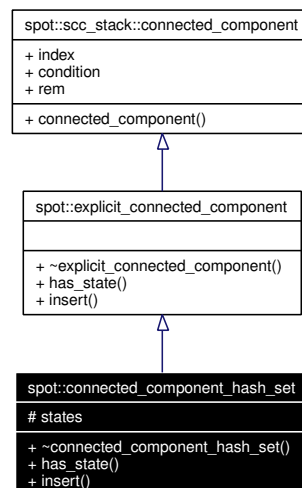 spot::scc_stack::connected_component
+ index
+ condition
+ rem
+ connected_component()
spot::explicit_connected_component
+ ~explicit_connected_component()
+ has_state()
+ insert()
spot::connected_component_hash_set
# states
+ ~connected_component_hash_set()
+ has_state()
+ insert()